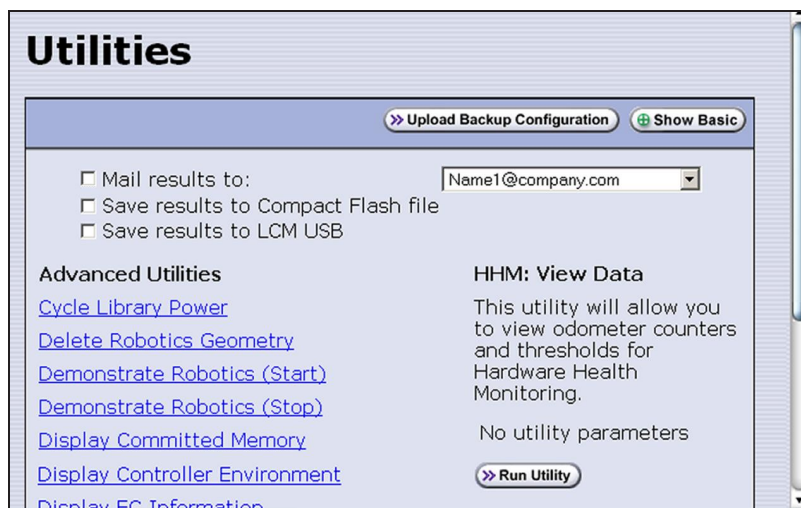 Utilities
Upload Backup Configuration
Show Basic
Mail results to:
Name1@company.com
Save results to Compact Flash file
Save results to LCM USB
Advanced Utilities
Cycle Library Power
Delete Robotics Geometry
Demonstrate Robotics (Start)
Demonstrate Robotics (Stop)
Display Committed Memory
Display Controller Environment
Display EC Information
HHM: View Data
This utility will allow you
to view odometer counters
and thresholds for
Hardware Health
Monitoring.
No utility parameters
Run Utility